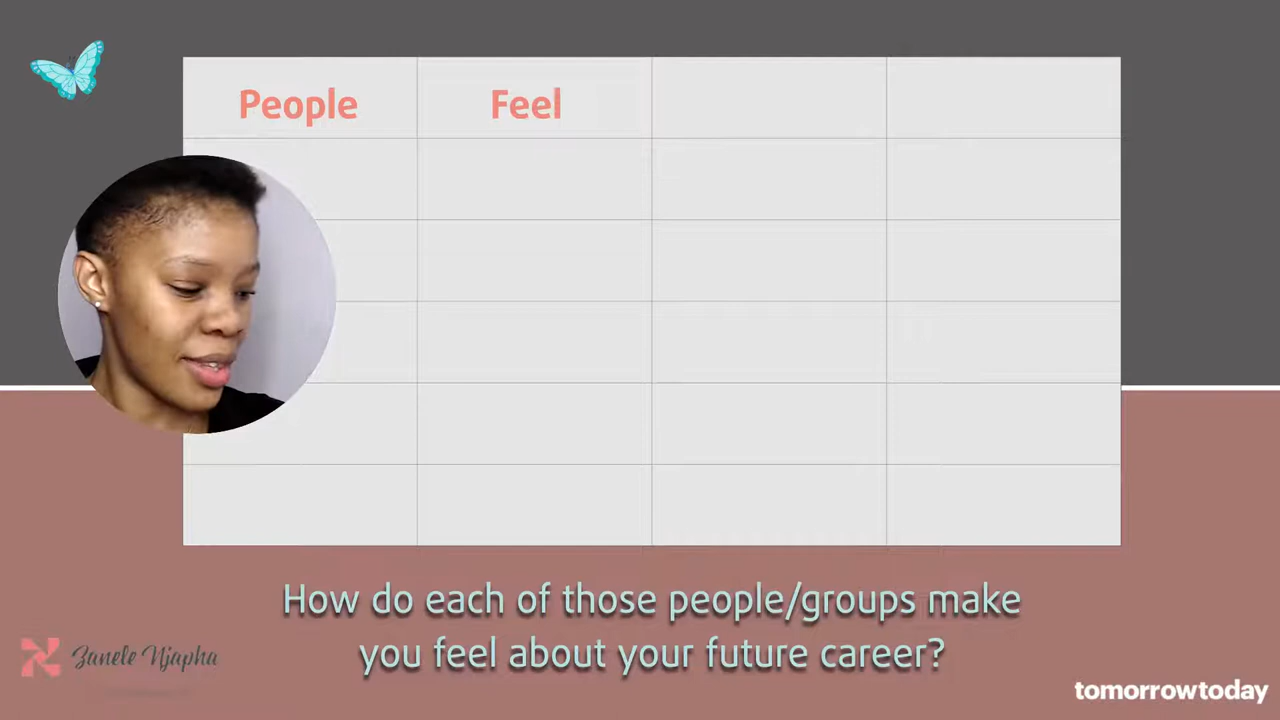 People
Feel
How do each of those people/groups make
you feel about your future career?
Zanele Njapha
tomorrowtoday